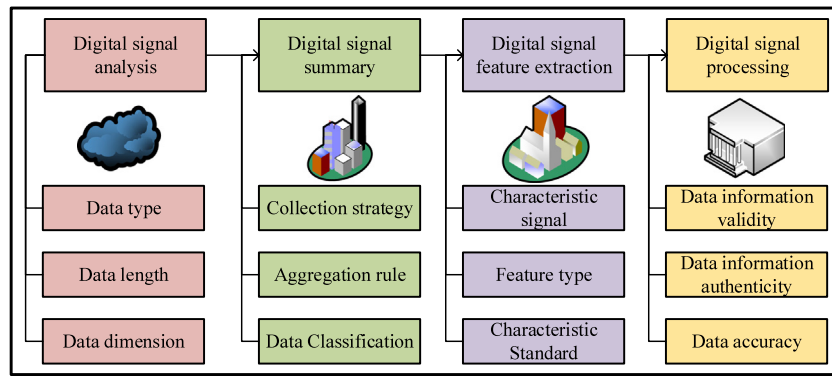 Digital signal
analysis
Digital signal
summary
Digital signal
feature extraction
Digital signal
processing
Data type
Collection strategy
Characteristic
signal
Data information
validity
Data length
Aggregation rule
Feature type
Data information
authenticity
Data dimension
Data Classification
Characteristic
Standard
Data accuracy